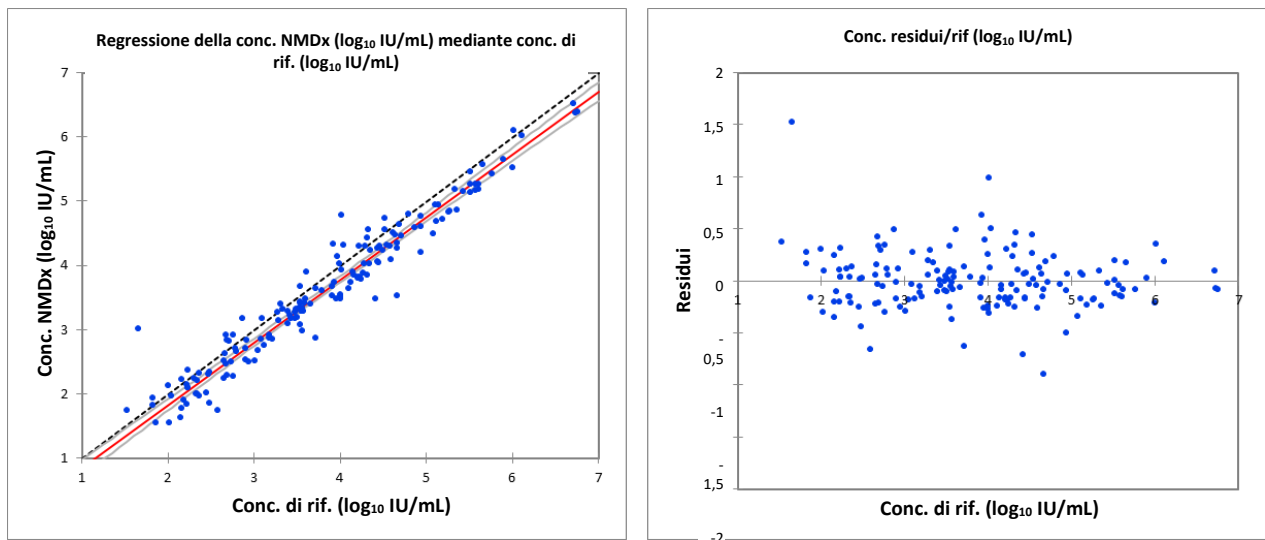 Regressione della conc. NMDx (log₁₀ IU/mL) mediante conc. di
rif. (log₁₀ IU/mL)
7
6
5
4
3
2
1
Conc. NMDx (log₁₀ IU/mL)
1 2 3 4 5 6 7
Conc. di rif. (log₁₀ IU/mL)
Conc. residui/rif (log₁₀ IU/mL)
2
1,5
1
0,5
0
-
0,5
-1
-
1,5
-2
Residui
1 2 3 4 5 6 7
Conc. di rif. (log₁₀ IU/mL)